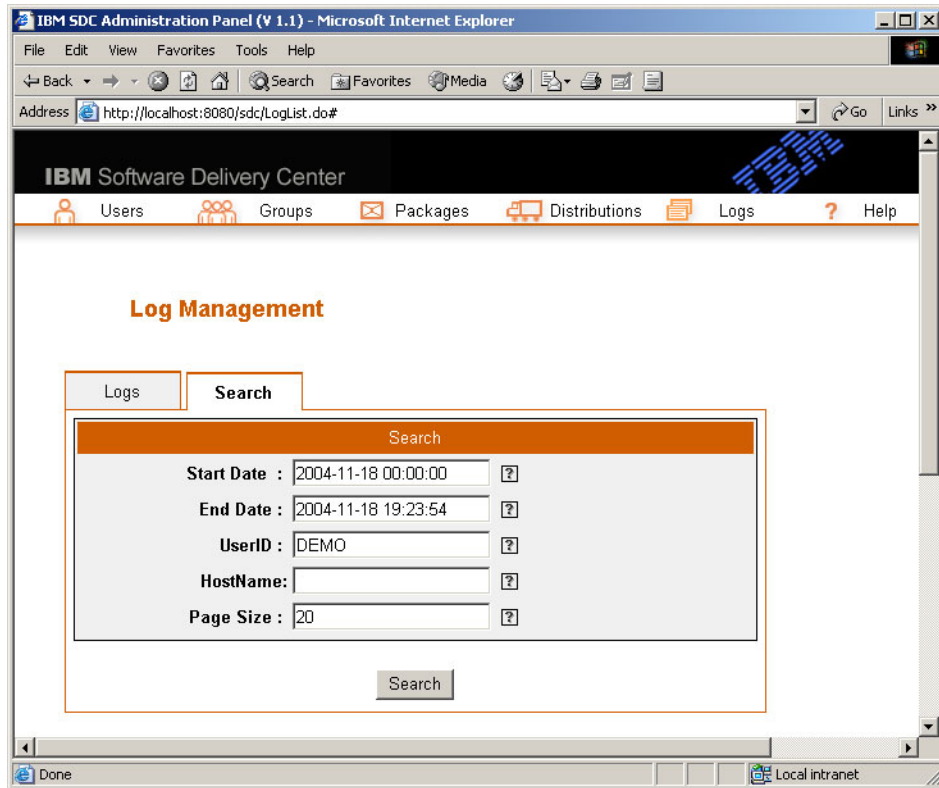 IBM SDC Administration Panel (V 1.1) - Microsoft Internet Explorer
File Edit View Favorites Tools Help
Back Search Favorites Media
Address http://localhost:8080/sdc/LogList.do# Go Links »
IBM Software Delivery Center IBM
Users Groups Packages Distributions Logs ? Help
Log Management
Logs Search
Search
Start Date : 2004-11-18 00:00:00 ?
End Date : 2004-11-18 19:23:54 ?
UserID : DEMO ?
HostName: ?
Page Size : 20 ?
Search
Done Local intranet